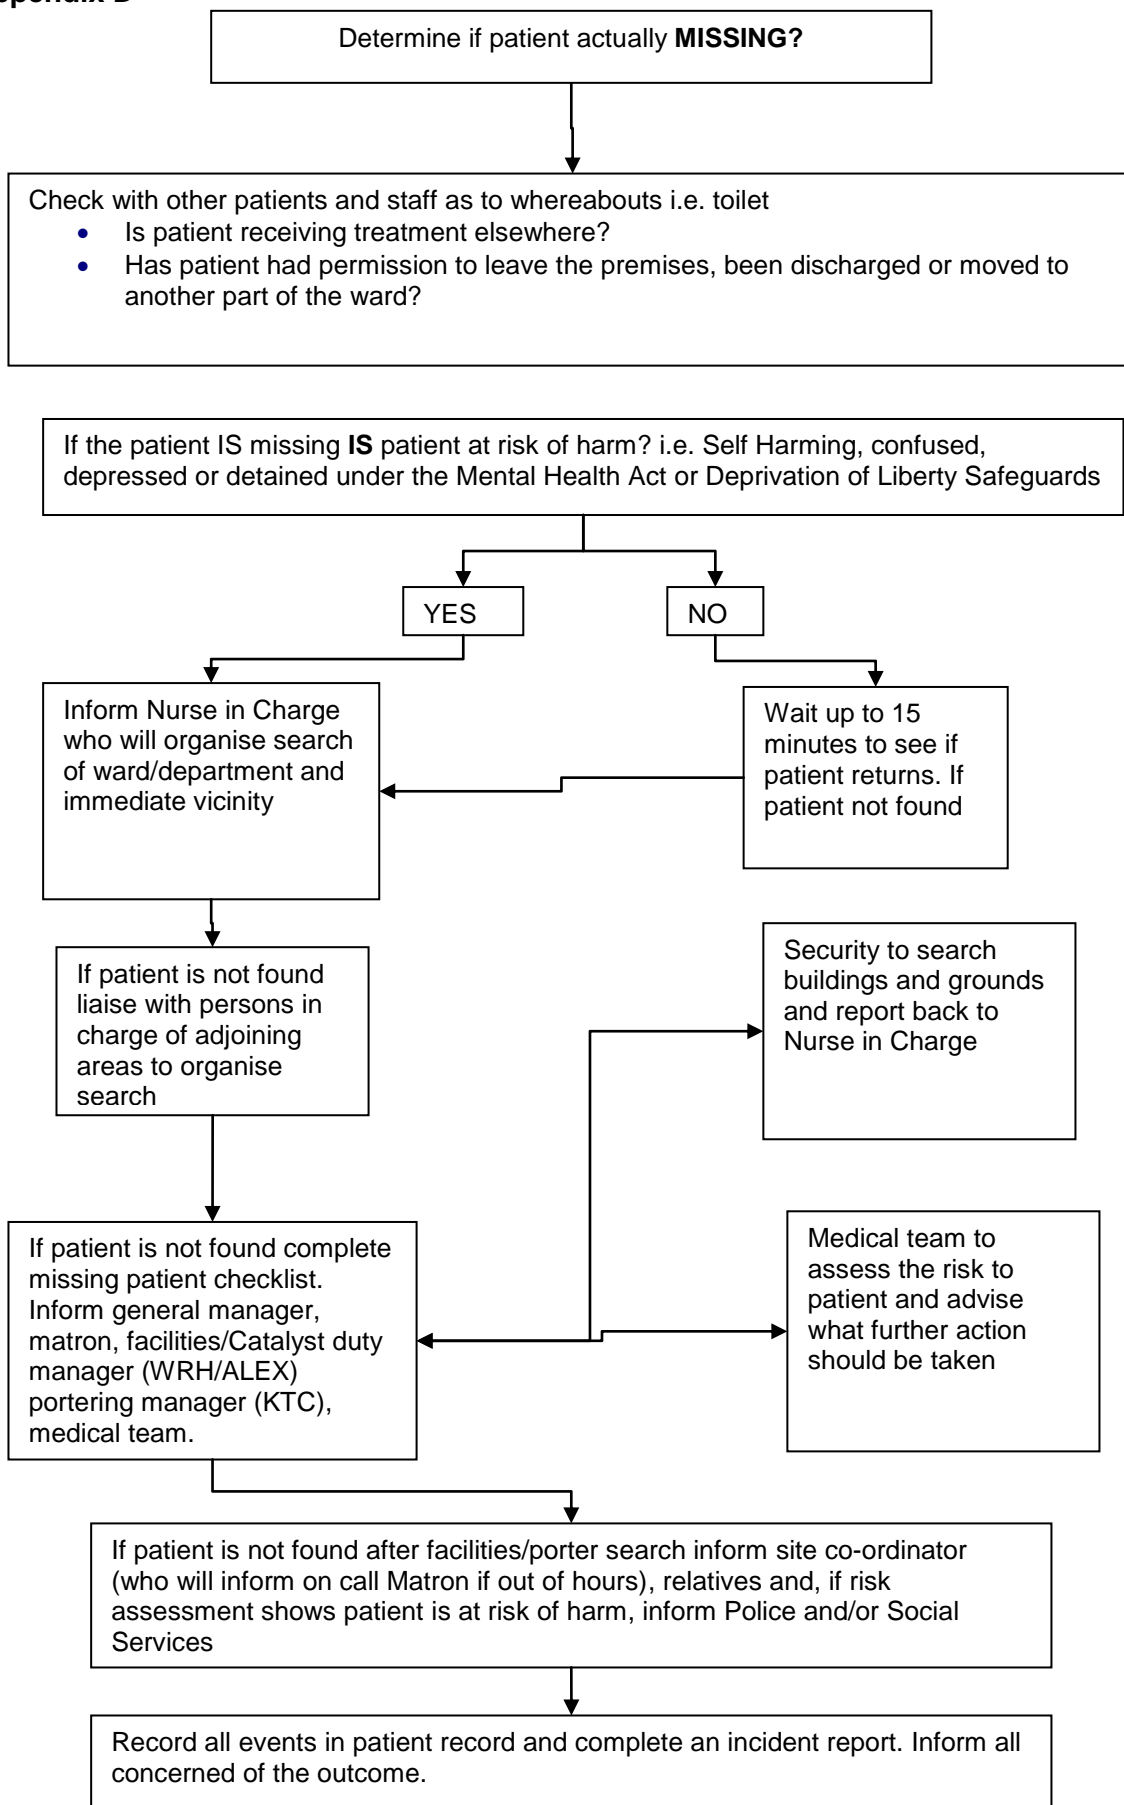 Determine if patient actually MISSING?
Check with other patients and staff as to whereabouts i.e. toilet
• Is patient receiving treatment elsewhere?
• Has patient had permission to leave the premises, been discharged or moved to
another part of the ward?
If the patient IS missing IS patient at risk of harm? i.e. Self Harming, confused,
depressed or detained under the Mental Health Act or Deprivation of Liberty Safeguards
YES
NO
Inform Nurse in Charge
who will organise search
of ward/department and
immediate vicinity
Wait up to 15
minutes to see if
patient returns. If
patient not found
If patient is not found
liaise with persons in
charge of adjoining
areas to organise
search
Security to search
buildings and grounds
and report back to
Nurse in Charge
If patient is not found complete
missing patient checklist.
Inform general manager,
matron, facilities/Catalyst duty
manager (WRH/ALEX)
portering manager (KTC),
medical team.
Medical team to
assess the risk to
patient and advise
what further action
should be taken
If patient is not found after facilities/porter search inform site co-ordinator
(who will inform on call Matron if out of hours), relatives and, if risk
assessment shows patient is at risk of harm, inform Police and/or Social
Services
Record all events in patient record and complete an incident report. Inform all
concerned of the outcome.